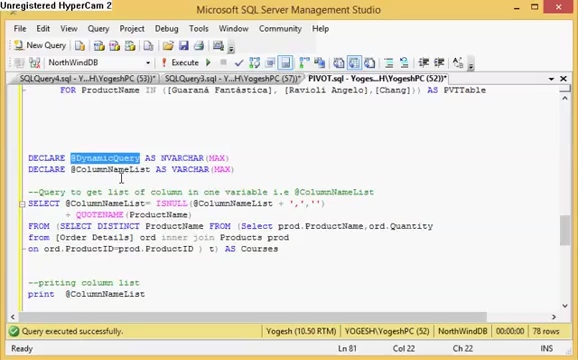 Unregistered HyperCam 2
Microsoft SQL Server Management Studio
File Edit View Query Project Debug Tools Window Community Help
New Query
NorthWindDB Execute
SQLQuery4.sql - Y...H\YogeshPC (53))* SQLQuery3.sql - Y...H\YogeshPC (57))* PIVOT.sql - Yoges...H\YogeshPC (52))*
FOR ProductName IN ([Guaraná Fantástica], [Ravioli Angelo],[Chang]) AS PVTTable
DECLARE @DynamicQuery AS NVARCHAR(MAX)
DECLARE @ColumnNameList AS VARCHAR(MAX)
--Query to get list of column in one variable i.e @ColumnNameList
SELECT @ColumnNameList= ISNULL(@ColumnNameList + ',','')
+ QUOTENAME(ProductName)
FROM (SELECT DISTINCT ProductName FROM (Select prod.ProductName,ord.Quantity
from [Order Details] ord inner join Products prod
on ord.ProductID=prod.ProductID ) t) AS Courses
--priting column list
print @ColumnNameList
Query executed successfully. Yogesh (10.50 RTM) YOGESH\YogeshPC (52) NorthWindDB 00:00:00 78 rows
Ready Ln 81 Col 22 Ch 22 INS